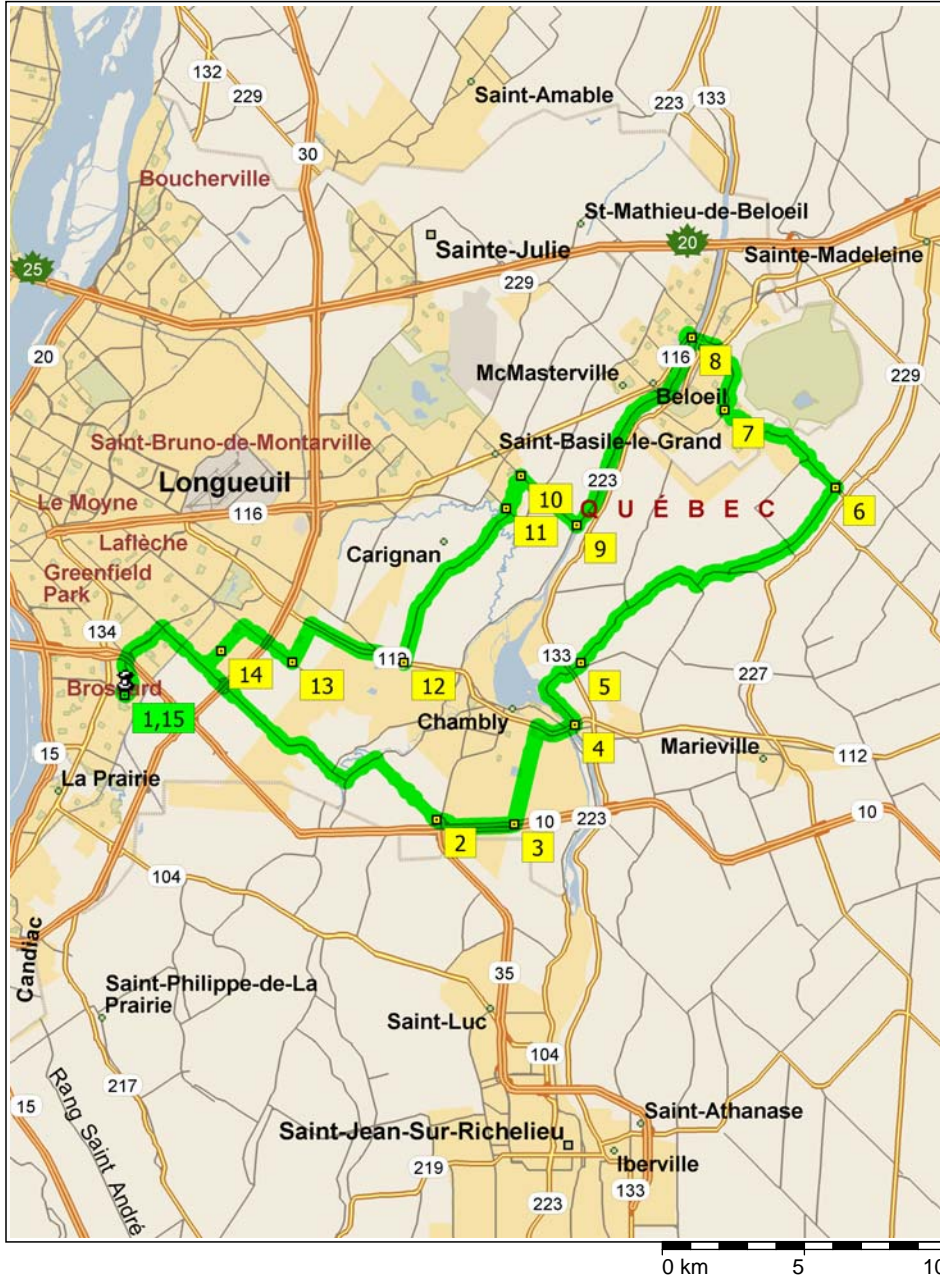 132
229
Saint-Amable
223
133
30
Boucherville
St-Mathieu-de-Beloeil
Sainte-Julie
20
Sainte-Madeleine
25
229
20
116
8
McMasterville
229
Beloeil
Saint-Bruno-de-Montarville
Saint-Basile-le-Grand
7
Longueuil
223
Le Moyne
116
10
QUÉBEC
6
Laflèche
11
9
Carignan
Greenfield
Park
134
14
133
13
12
5
227
Brossard
1,15
Chambly
4
Marieville
15
112
La Prairie
2
10
3
223
10
104
Candiac
35
Saint-Philippe-de-La
Prairie
Saint-Luc
104
Rang Saint André
217
15
Saint-Athanase
Saint-Jean-Sur-Richelieu
Iberville
219
223
133
0 km
5
10